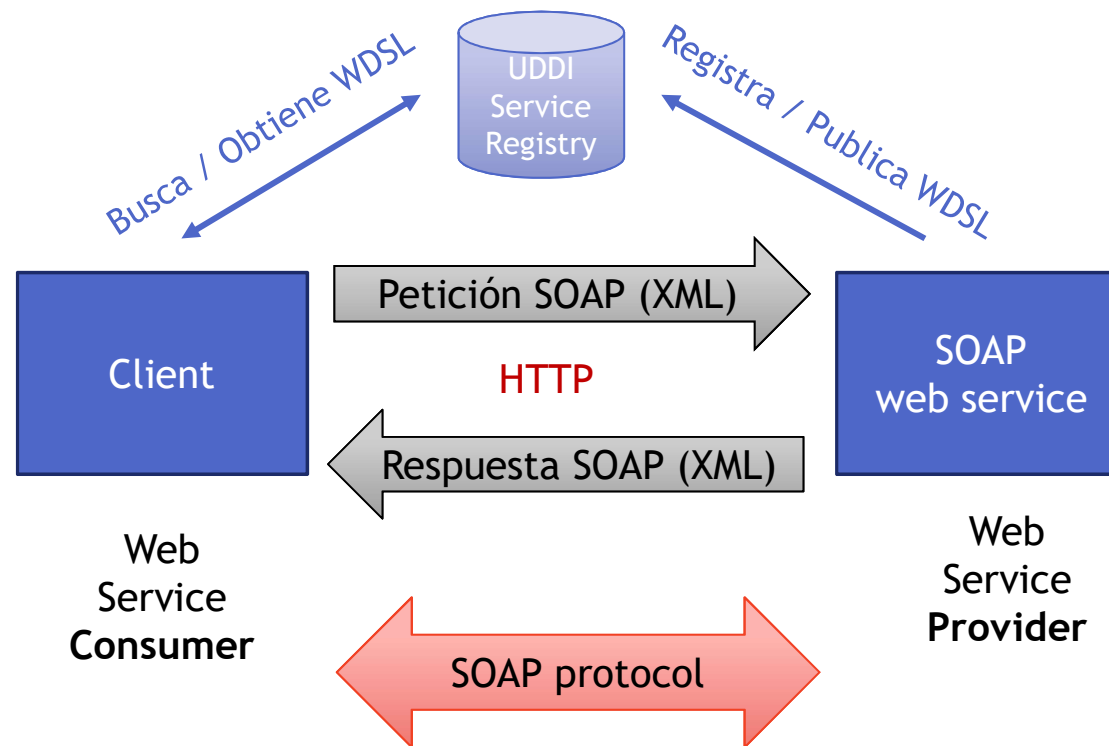 Busca / Obtiene WDSL
UDDI
Service
Registry
Registra / Publica WDSL
Petición SOAP (XML)
Client
HTTP
SOAP
web service
Respuesta SOAP (XML)
Web
Service
Consumer
Web
Service
Provider
SOAP protocol